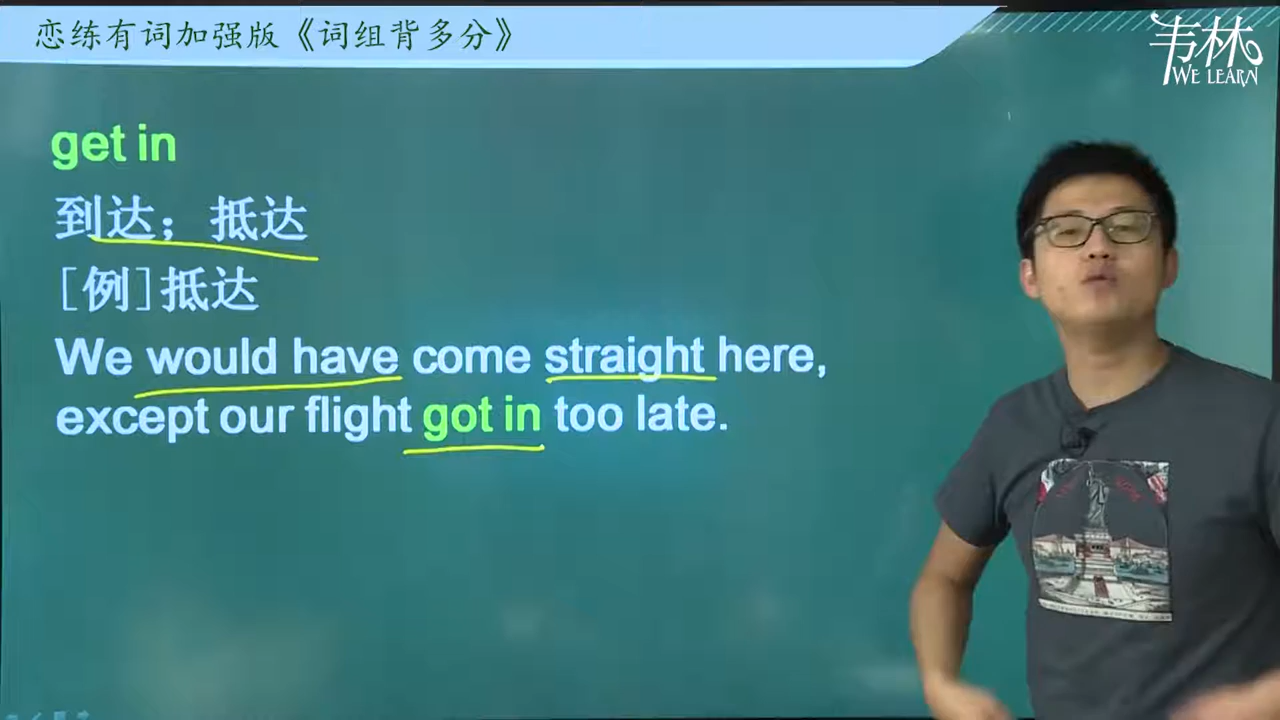 恋练有词加强版《词组背多分》
韦林
WE LEARN
get in
到达；抵达
[例]抵达
We would have come straight here,
except our flight got in too late.